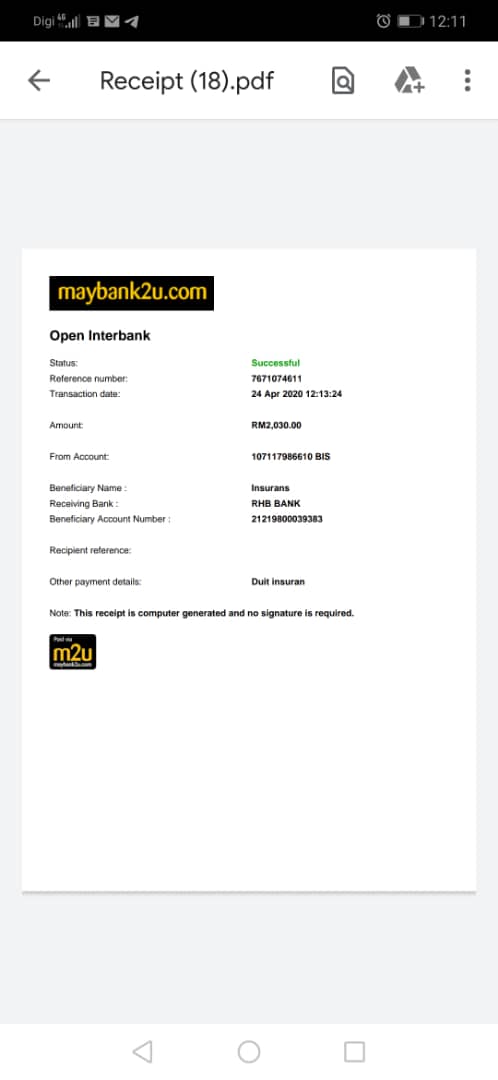 Digi 4G 12:11
Receipt (18).pdf
maybank2u.com
Open Interbank
Status: Successful
Reference number: 7671074611
Transaction date: 24 Apr 2020 12:13:24
Amount: RM2,030.00
From Account: 107117986610 BIS
Beneficiary Name : Insurans
Receiving Bank : RHB BANK
Beneficiary Account Number : 21219800039383
Recipient reference:
Other payment details: Duit insuran
Note: This receipt is computer generated and no signature is required.
Paid via
m2u
maybank2u.com